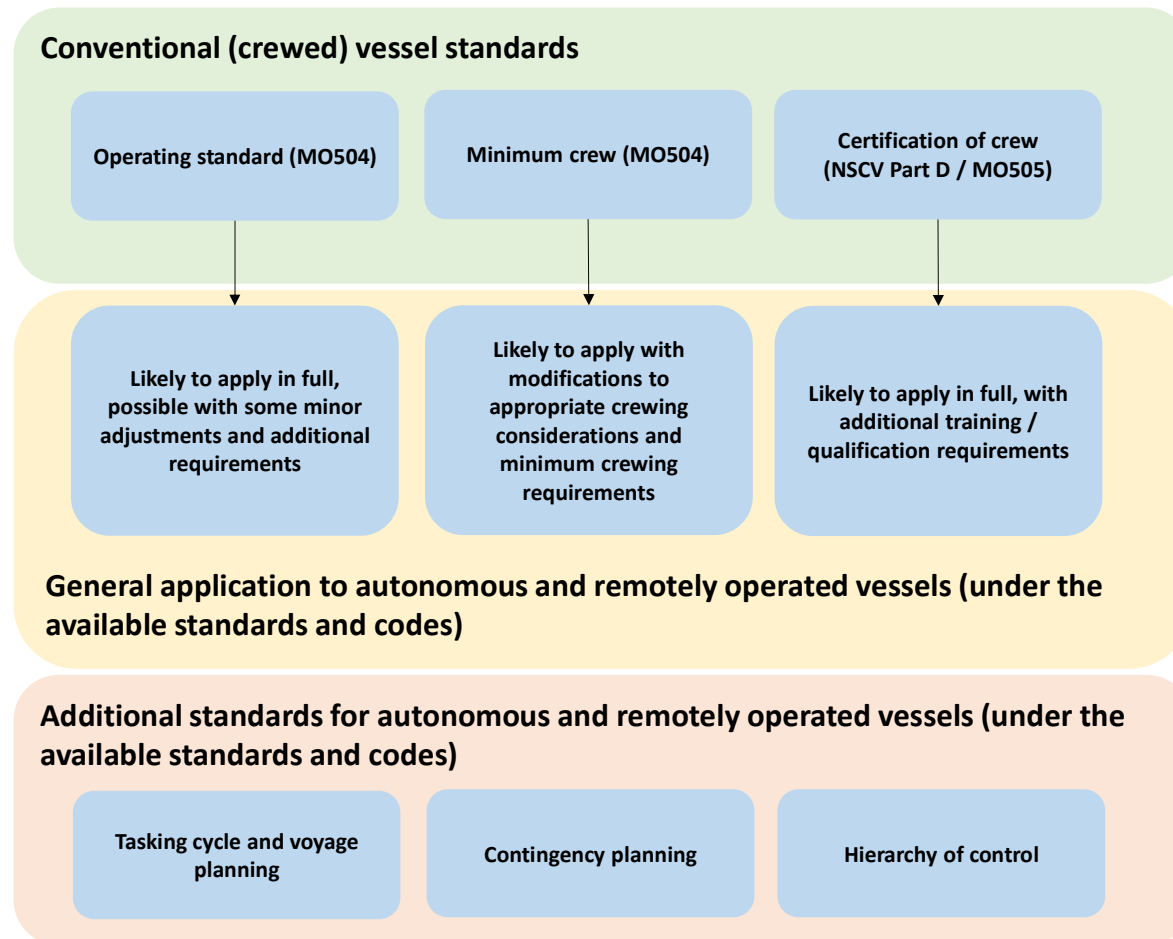 Conventional (crewed) vessel standards
Operating standard (MO504)
Minimum crew (MO504)
Certification of crew
(NSCV Part D / MO505)
Likely to apply in full,
possible with some minor
adjustments and additional
requirements
Likely to apply with
modifications to
appropriate crewing
considerations and
minimum crewing
requirements
Likely to apply in full, with
additional training /
qualification requirements
General application to autonomous and remotely operated vessels (under the
available standards and codes)
Additional standards for autonomous and remotely operated vessels (under the
available standards and codes)
Tasking cycle and voyage
planning
Contingency planning
Hierarchy of control